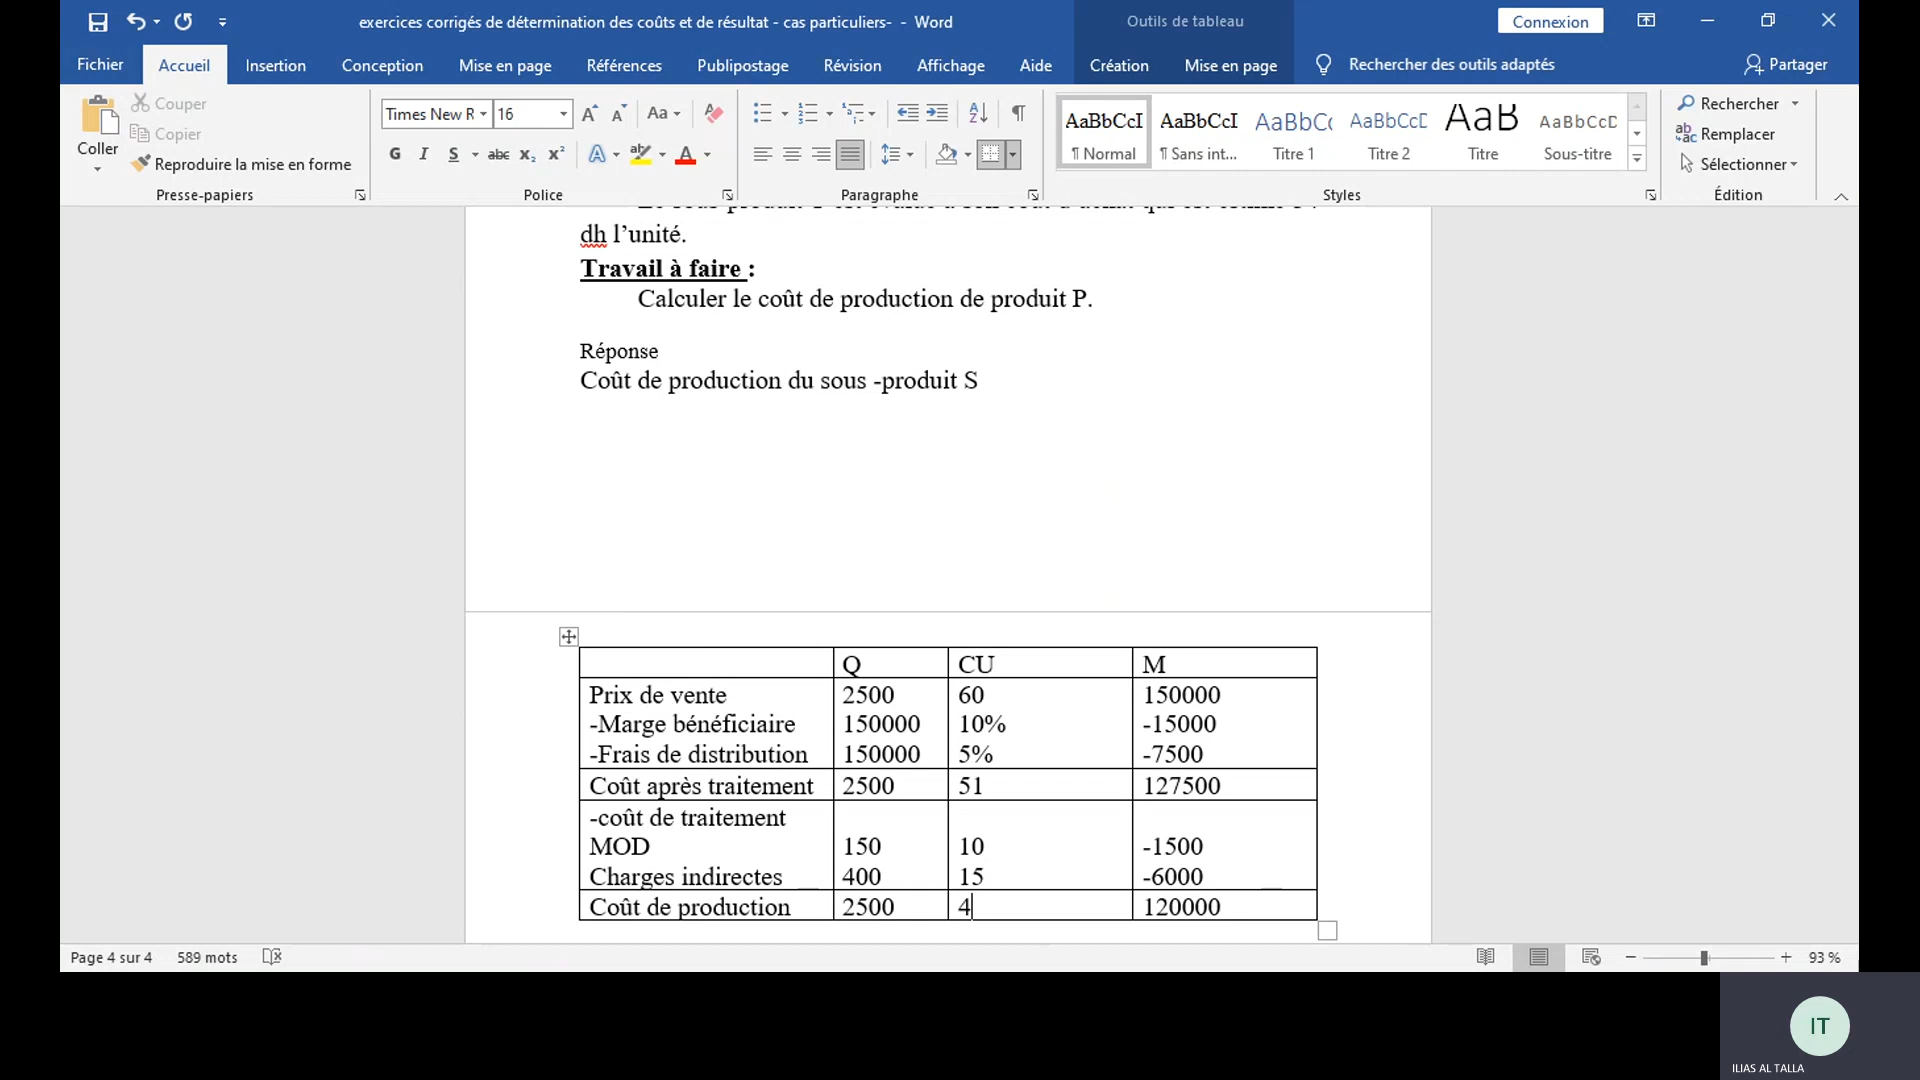 exercices corrigés de détermination des coûts et de résultat - cas particuliers- - Word
Outils de tableau
Connexion
Fichier
Accueil
Insertion
Conception
Mise en page
Références
Publipostage
Révision
Affichage
Aide
Création
Mise en page
Rechercher des outils adaptés
Partager
Coller
Couper
Copier
Reproduire la mise en forme
Presse-papiers
Times New R
16
Aa
G I S abc x₂ x²
A
Police
Paragraphe
AaBbCcI
¶ Normal
AaBbCcI
¶ Sans int...
AaBbCc
Titre 1
AaBbCcD
Titre 2
AaB
Titre
AaBbCcD
Sous-titre
Styles
Rechercher
Remplacer
Sélectionner
Édition
dh l’unité.
Travail à faire :
Calculer le coût de production de produit P.
Réponse
Coût de production du sous -produit S
Q CU M
Prix de vente 2500 60 150000
-Marge bénéficiaire 150000 10% -15000
-Frais de distribution 150000 5% -7500
Coût après traitement 2500 51 127500
-coût de traitement
MOD 150 10 -1500
Charges indirectes 400 15 -6000
Coût de production 2500 4 120000
Page 4 sur 4 589 mots
93 %
IT
ILIAS AL TALLA